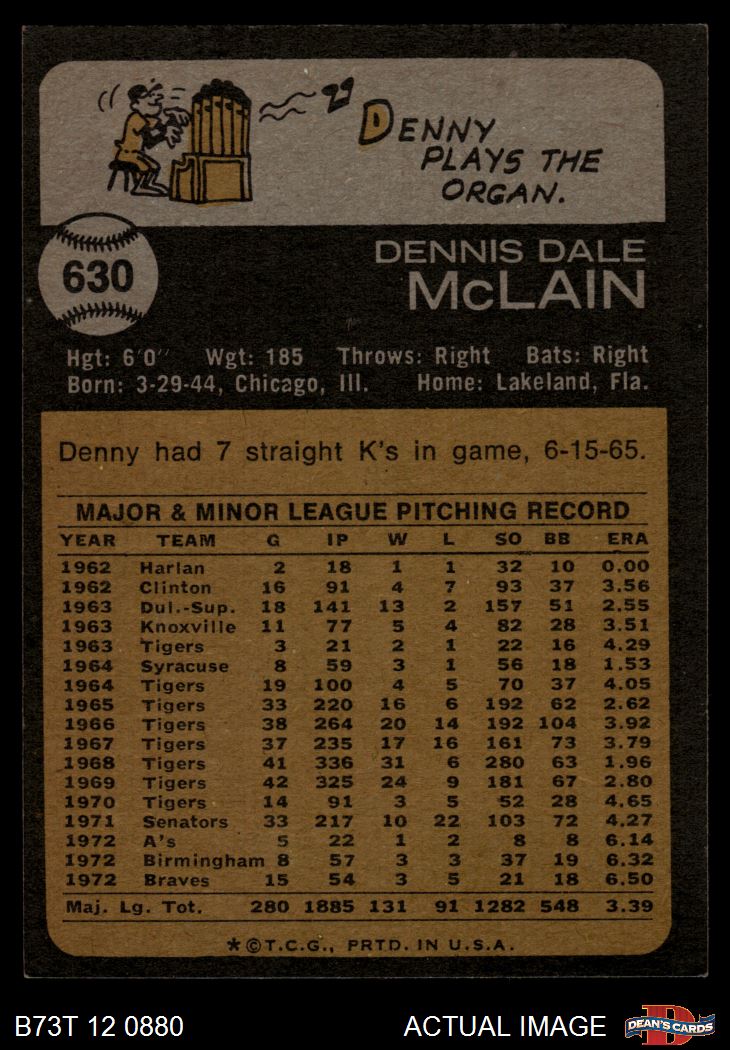 DENNY
PLAYS THE
ORGAN.
630
DENNIS DALE
McLAIN
Hgt: 6'0" Wgt: 185 Throws: Right Bats: Right
Born: 3-29-44, Chicago, Ill. Home: Lakeland, Fla.
Denny had 7 straight K's in game, 6-15-65.
MAJOR & MINOR LEAGUE PITCHING RECORD
YEAR TEAM G IP W L SO BB ERA
1962 Harlan 2 18 1 1 32 10 0.00
1962 Clinton 16 91 4 7 93 37 3.56
1963 Dul.-Sup. 18 141 13 2 157 51 2.55
1963 Knoxville 11 77 5 4 82 28 3.51
1963 Tigers 3 21 2 1 22 16 4.29
1964 Syracuse 8 59 3 1 56 18 1.53
1964 Tigers 19 100 4 5 70 37 4.05
1965 Tigers 33 220 16 6 192 62 2.62
1966 Tigers 38 264 20 14 192 104 3.92
1967 Tigers 37 235 17 16 161 73 3.79
1968 Tigers 41 336 31 6 280 63 1.96
1969 Tigers 42 325 24 9 181 67 2.80
1970 Tigers 14 91 3 5 52 28 4.65
1971 Senators 33 217 10 22 103 72 4.27
1972 A's 5 22 1 2 8 8 6.14
1972 Birmingham 8 57 3 3 37 19 6.32
1972 Braves 15 54 3 5 21 18 6.50
Maj. Lg. Tot. 280 1885 131 91 1282 548 3.39
*©T.C.G., PRTD. IN U.S.A.
B73T 12 0880 ACTUAL IMAGE DEAN'S CARDS